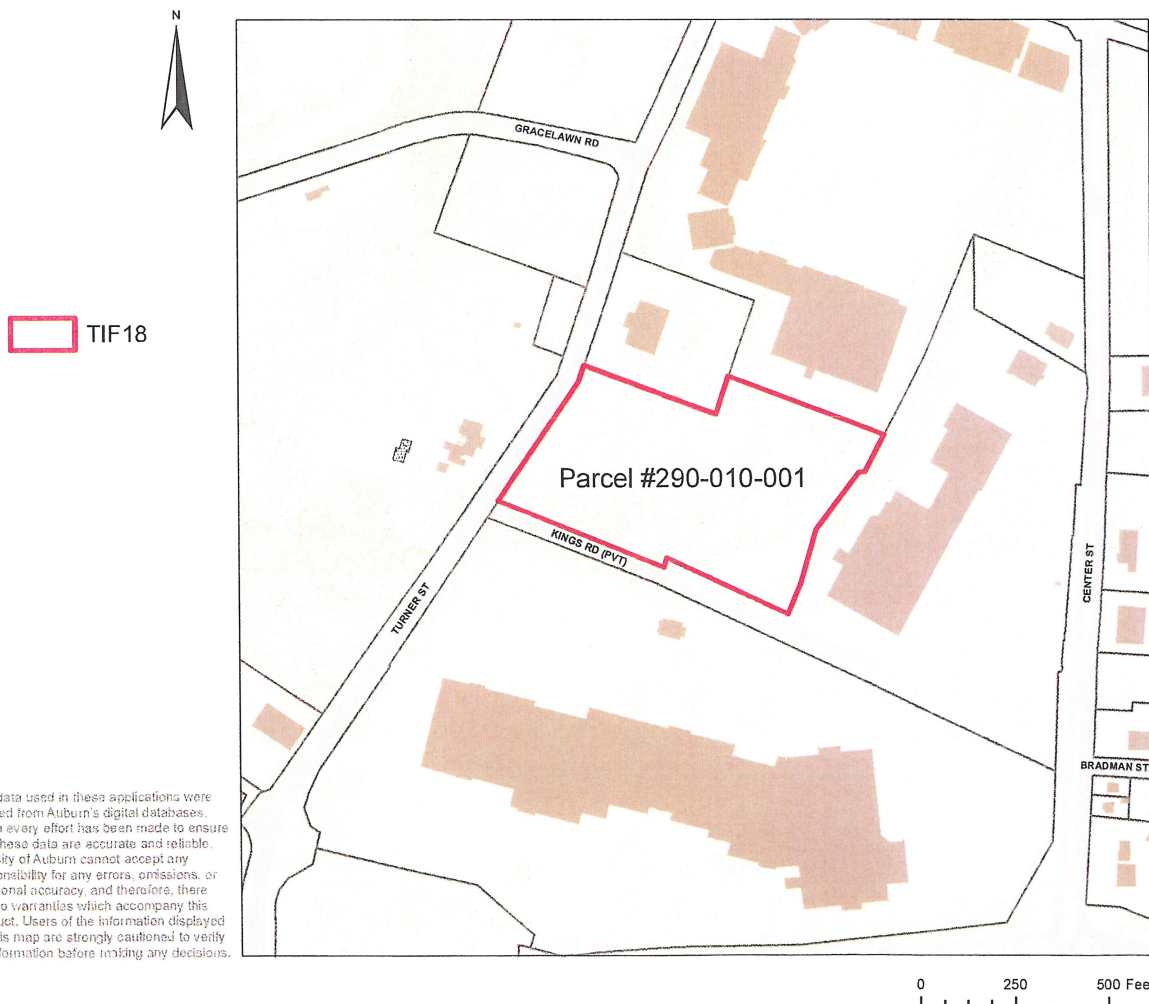 N
GRACELAWN RD
TIF18
Parcel #290-010-001
KINGS RD (PVT)
TURNER ST
CENTER ST
BRADMAN ST
data used in these applications were
ed from Auburn's digital databases.
every effort has been made to ensure
hese data are accurate and reliable.
ity of Auburn cannot accept any
onsibility for any errors, omissions, or
ional accuracy, and therefore, there
o warranties which accompany this
uct. Users of the information displayed
is map are strongly cautioned to verify
formation before making any decisions.
0 250 500 Fee